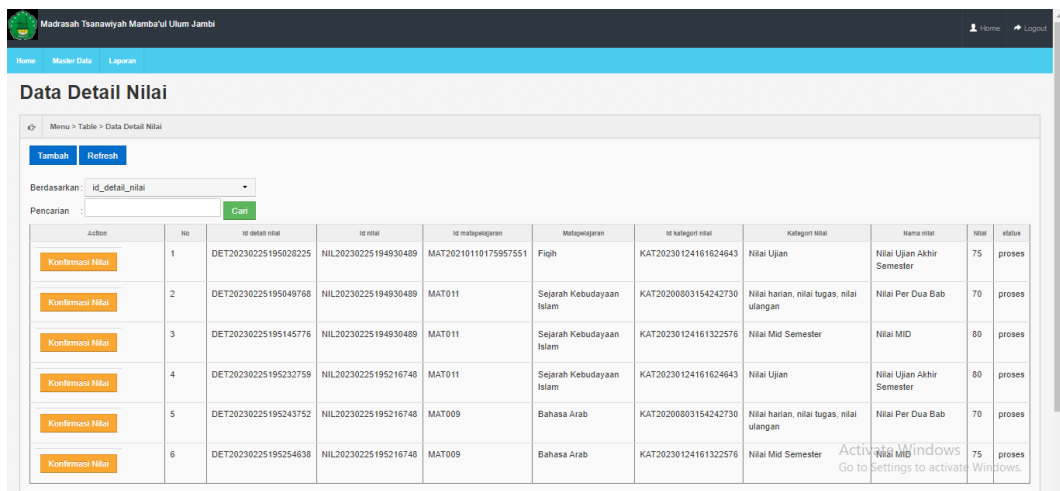 Madrasah Tsanawiyah Mamba'ul Ulum Jambi
Home Logout
Home Master Data Laporan
Data Detail Nilai
Menu > Table > Data Detail Nilai
Tambah Refresh
Berdasarkan : id_detail_nilai
Pencarian : Cari
Action No Id detail nilai Id nilai Id matapelajaran Matapelajaran Id kategori nilai Kategori Nilai Nama nilai Nilai status
Konfirmasi Nilai 1 DET20230225195028225 NIL20230225194930489 MAT20210110175957551 Fiqih KAT20230124161624643 Nilai Ujian Nilai Ujian Akhir Semester 75 proses
Konfirmasi Nilai 2 DET20230225195049768 NIL20230225194930489 MAT011 Sejarah Kebudayaan Islam KAT20200803154242730 Nilai harian, nilai tugas, nilai ulangan Nilai Per Dua Bab 70 proses
Konfirmasi Nilai 3 DET20230225195145776 NIL20230225194930489 MAT011 Sejarah Kebudayaan Islam KAT20230124161322576 Nilai Mid Semester Nilai MID 80 proses
Konfirmasi Nilai 4 DET20230225195232759 NIL20230225195216748 MAT011 Sejarah Kebudayaan Islam KAT20230124161624643 Nilai Ujian Nilai Ujian Akhir Semester 80 proses
Konfirmasi Nilai 5 DET20230225195243752 NIL20230225195216748 MAT009 Bahasa Arab KAT20200803154242730 Nilai harian, nilai tugas, nilai ulangan Nilai Per Dua Bab 70 proses
Konfirmasi Nilai 6 DET20230225195254638 NIL20230225195216748 MAT009 Bahasa Arab KAT20230124161322576 Nilai Mid Semester Nilai MID 75 proses
Activate Windows
Go to Settings to activate Windows.